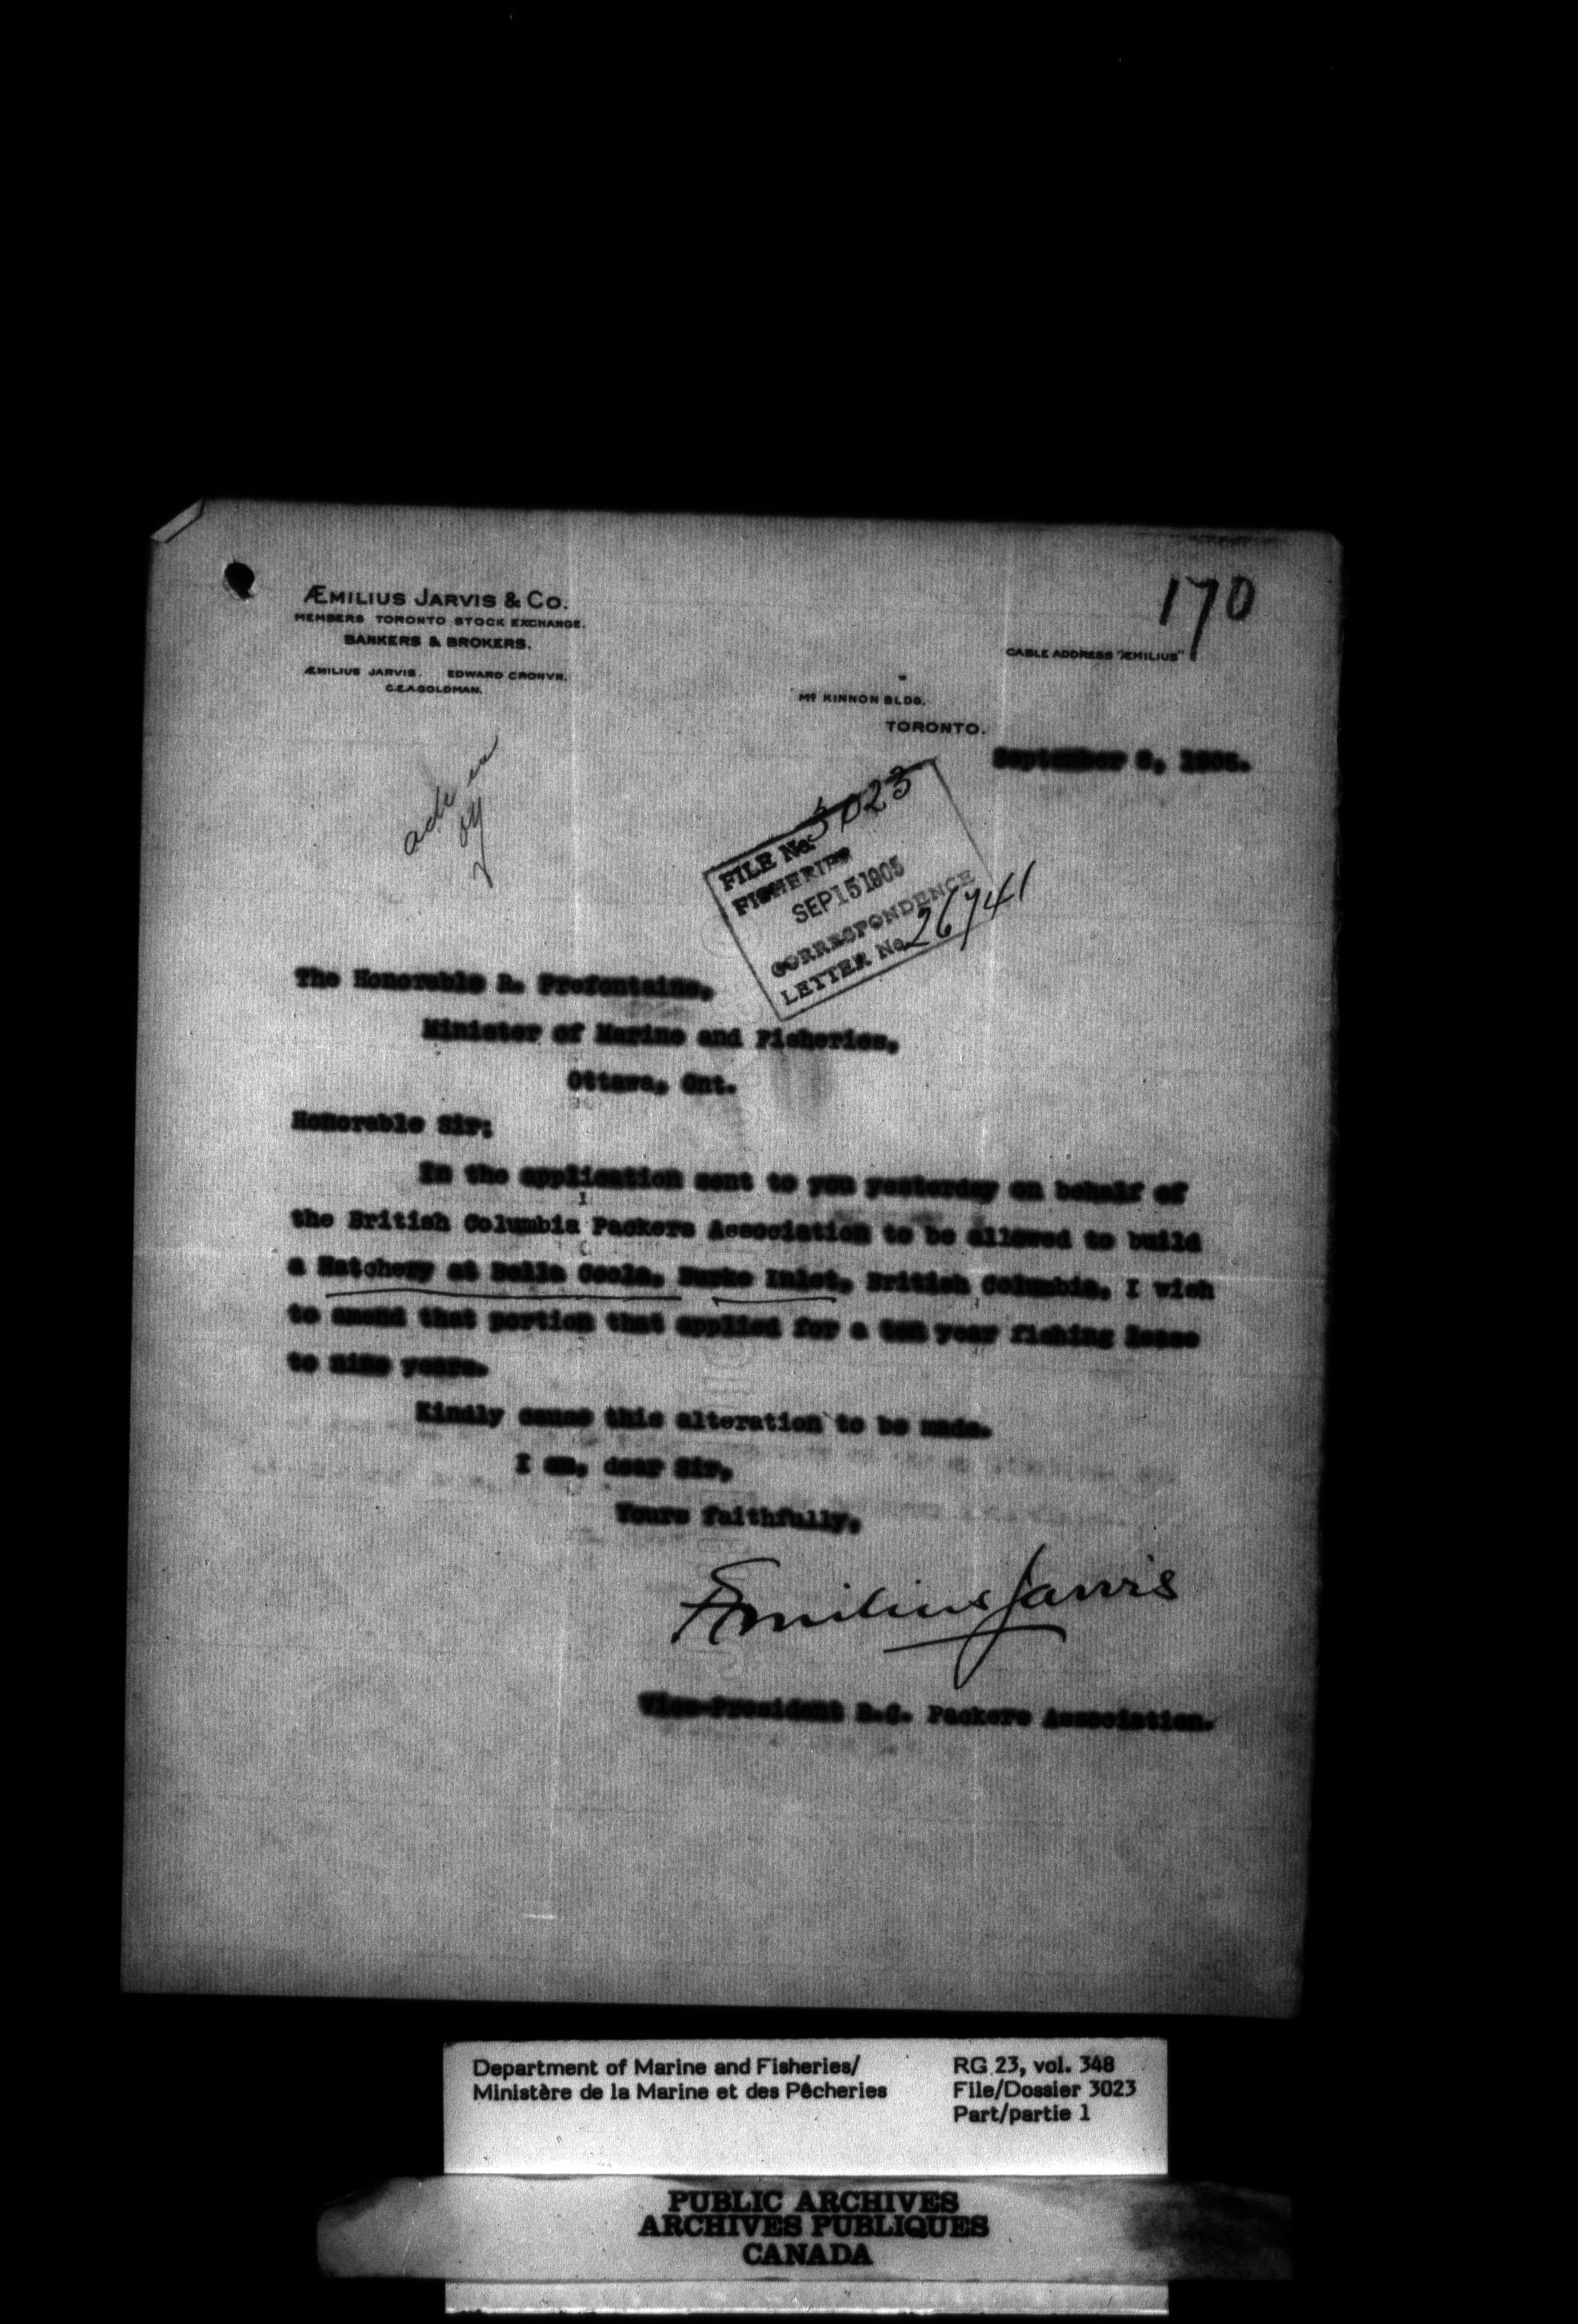 170
ÆMILIUS JARVIS & CO.
MEMBERS TORONTO STOCK EXCHANGE.
BANKERS & BROKERS.
ÆMILIUS JARVIS. EDWARD CRONYN.
C.E.A. GOLDMAN.
CABLE ADDRESS "ÆMILIUS"
Mc KINNON BLDG.
TORONTO.
September 6, 1905.
FILE No. 3023
FISHERIES
SEP 15 1905
CORRESPONDENCE
LETTER No. 26741
The Honorable R. Prefontaine,
Minister of Marine and Fisheries,
Ottawa, Ont.
Honorable Sir:
In the application sent to you yesterday on behalf of
the British Columbia Packers Association to be allowed to build
a Hatchery at Bella Coola, Burke Inlet, British Columbia, I wish
to amend that portion that applied for a ten year fishing lease
to nine years.
Kindly cause this alteration to be made.
I am, dear Sir,
Yours faithfully,
Æmilius Jarvis
Vice-President B.C. Packers Association.
Department of Marine and Fisheries/
Ministère de la Marine et des Pêcheries
RG 23, vol. 348
File/Dossier 3023
Part/partie 1
PUBLIC ARCHIVES
ARCHIVES PUBLIQUES
CANADA